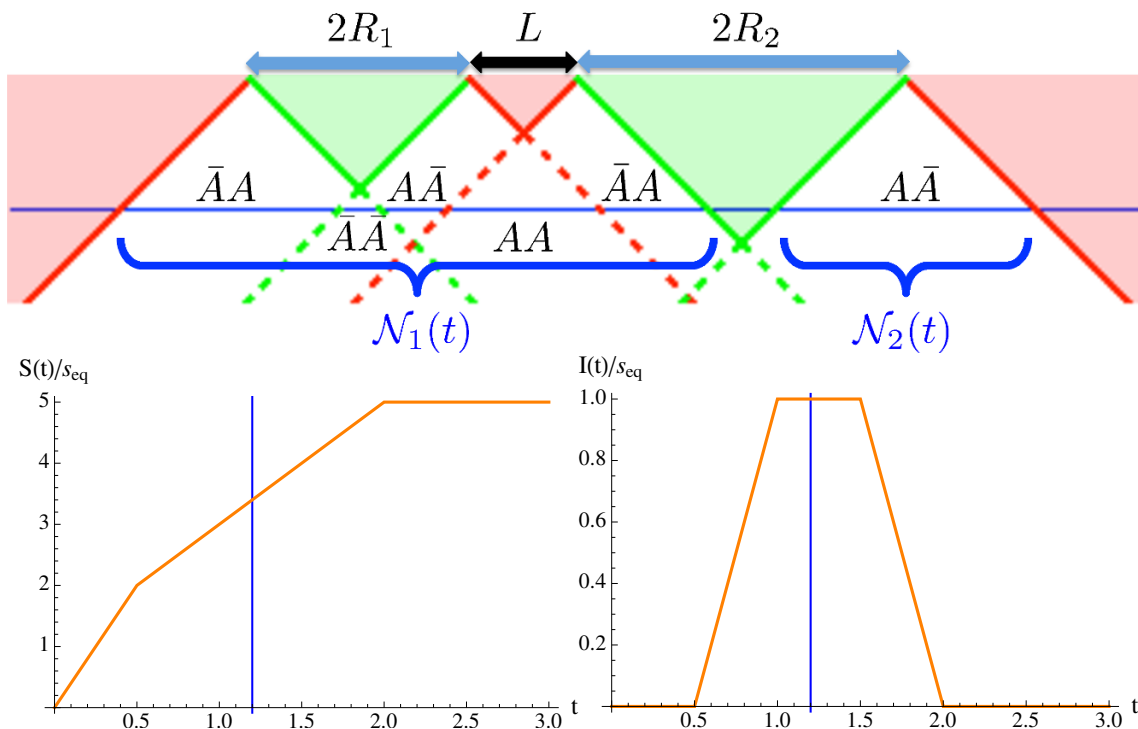 2R₁ L 2R₂
ĀA AĀ ĀA AĀ
ĀĀ AA
𝒩₁(t) 𝒩₂(t)
S(t)/s_eq I(t)/s_eq
5 1.0
4 0.8
3 0.6
2 0.4
1 0.2
0.5 1.0 1.5 2.0 2.5 3.0 t 0.5 1.0 1.5 2.0 2.5 3.0 t